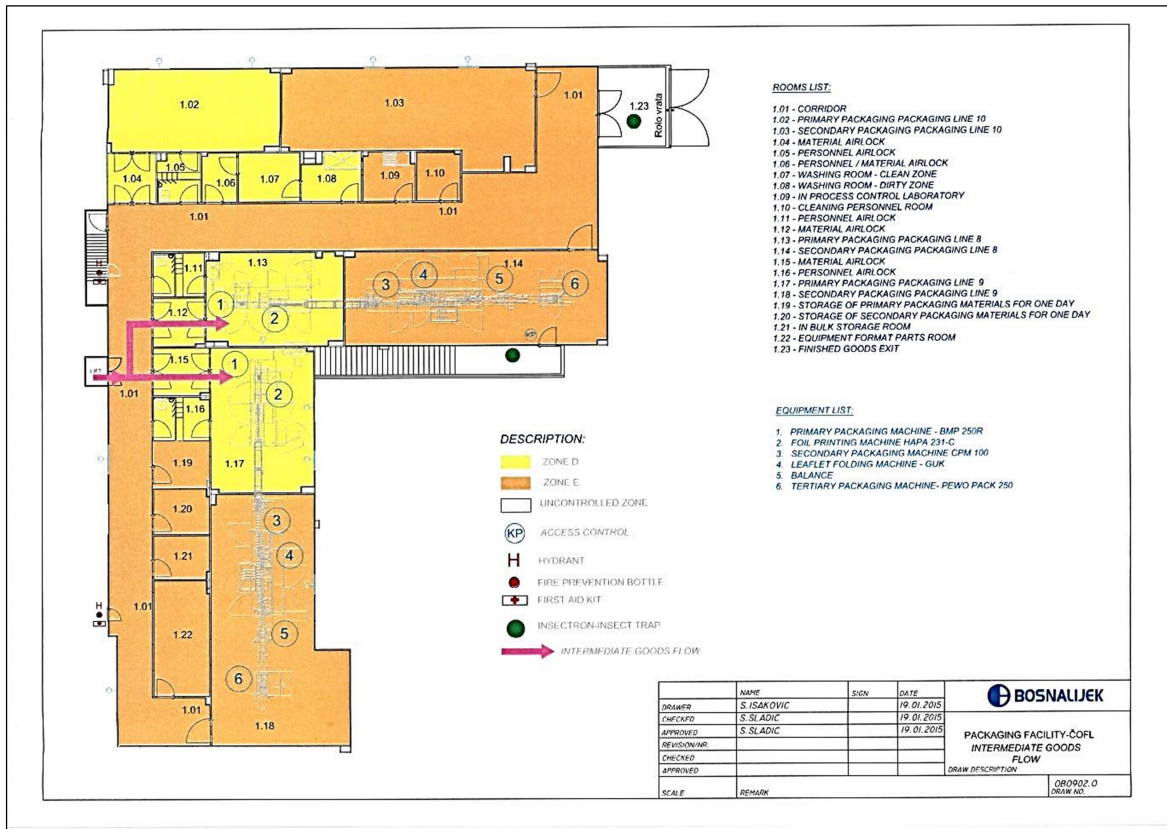 1.02
1.03
1.01
1.23
Rolo vrata
1.04
1.05
1.06
1.07
1.08
1.09
1.10
1.01
1.01
H
1.11
1.13
1.14
1
2
3
4
5
6
1.12
KP
1.15
1
LIFT
1.01
2
1.16
1.17
1.19
1.20
3
1.21
4
H
1.01
1.22
5
6
1.01
1.18
ROOMS LIST:
1.01 - CORRIDOR
1.02 - PRIMARY PACKAGING PACKAGING LINE 10
1.03 - SECONDARY PACKAGING PACKAGING LINE 10
1.04 - MATERIAL AIRLOCK
1.05 - PERSONNEL AIRLOCK
1.06 - PERSONNEL / MATERIAL AIRLOCK
1.07 - WASHING ROOM - CLEAN ZONE
1.08 - WASHING ROOM - DIRTY ZONE
1.09 - IN PROCESS CONTROL LABORATORY
1.10 - CLEANING PERSONNEL ROOM
1.11 - PERSONNEL AIRLOCK
1.12 - MATERIAL AIRLOCK
1.13 - PRIMARY PACKAGING PACKAGING LINE 8
1.14 - SECONDARY PACKAGING PACKAGING LINE 8
1.15 - MATERIAL AIRLOCK
1.16 - PERSONNEL AIRLOCK
1.17 - PRIMARY PACKAGING PACKAGING LINE 9
1.18 - SECONDARY PACKAGING PACKAGING LINE 9
1.19 - STORAGE OF PRIMARY PACKAGING MATERIALS FOR ONE DAY
1.20 - STORAGE OF SECONDARY PACKAGING MATERIALS FOR ONE DAY
1.21 - IN BULK STORAGE ROOM
1.22 - EQUIPMENT FORMAT PARTS ROOM
1.23 - FINISHED GOODS EXIT
EQUIPMENT LIST:
1. PRIMARY PACKAGING MACHINE - BMP 250R
2. FOIL PRINTING MACHINE HAPA 231-C
3. SECONDARY PACKAGING MACHINE CPM 100
4. LEAFLET FOLDING MACHINE - GUK
5. BALANCE
6. TERTIARY PACKAGING MACHINE- PEWO PACK 250
DESCRIPTION:
ZONE D
ZONE E
UNCONTROLLED ZONE
KP ACCESS CONTROL
H HYDRANT
FIRE PREVENTION BOTTLE
FIRST AID KIT
INSECTRON-INSECT TRAP
INTERMEDIATE GOODS FLOW
NAME SIGN DATE
DRAWER S.ISAKOVIC 19.01.2015
CHECKED S.SLADIC 19.01.2015
APPROVED S.SLADIC 19.01.2015
REVISION/NR.
CHECKED
APPROVED
SCALE REMARK
BOSNALIJEK
PACKAGING FACILITY-ČOFL
INTERMEDIATE GOODS
FLOW
DRAW DESCRIPTION
OB0902.0
DRAW.NO.